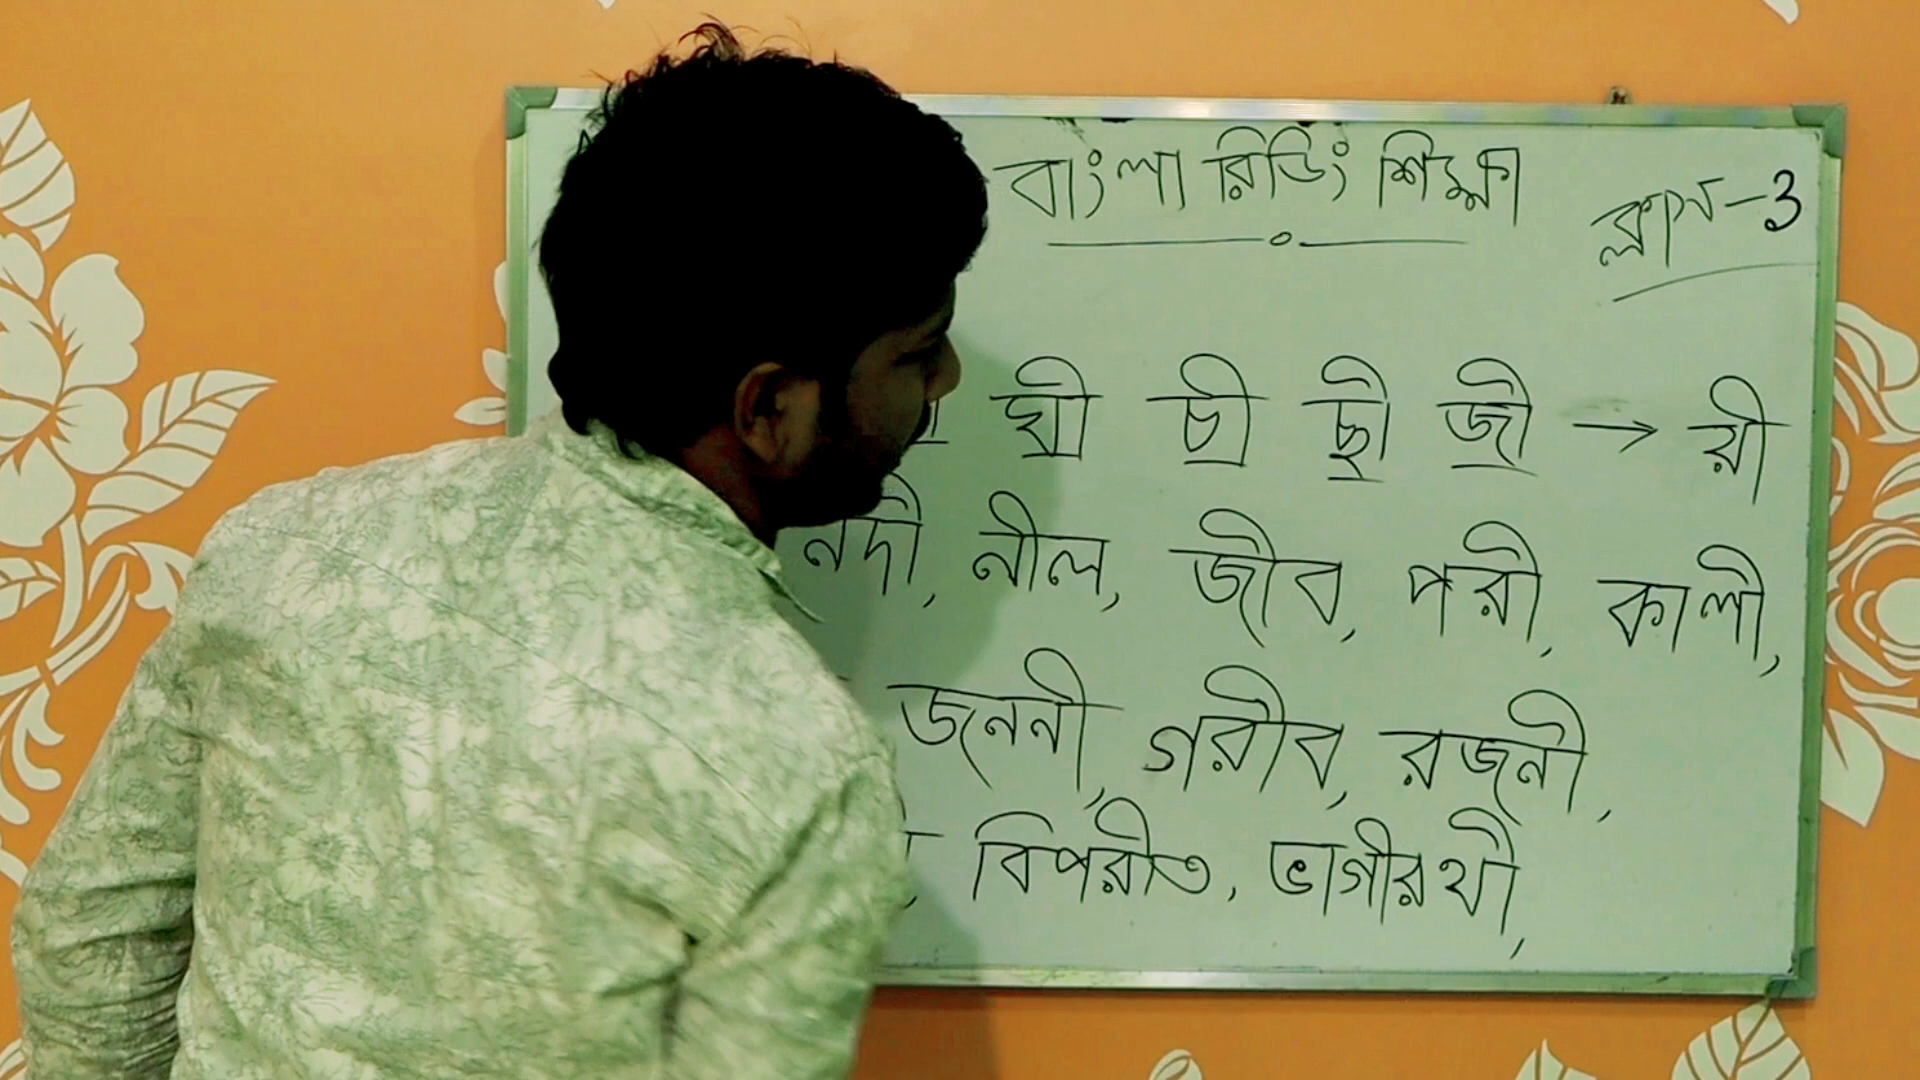 বাংলা রিডিং শিক্ষা
ক্লাস-3
ঘী চী ছী জী → য়ী
নদী, নীল, জীব, পরী, কালী,
জননী, গরীব, রজনী,
বিপরীত, ভাগীরথী,